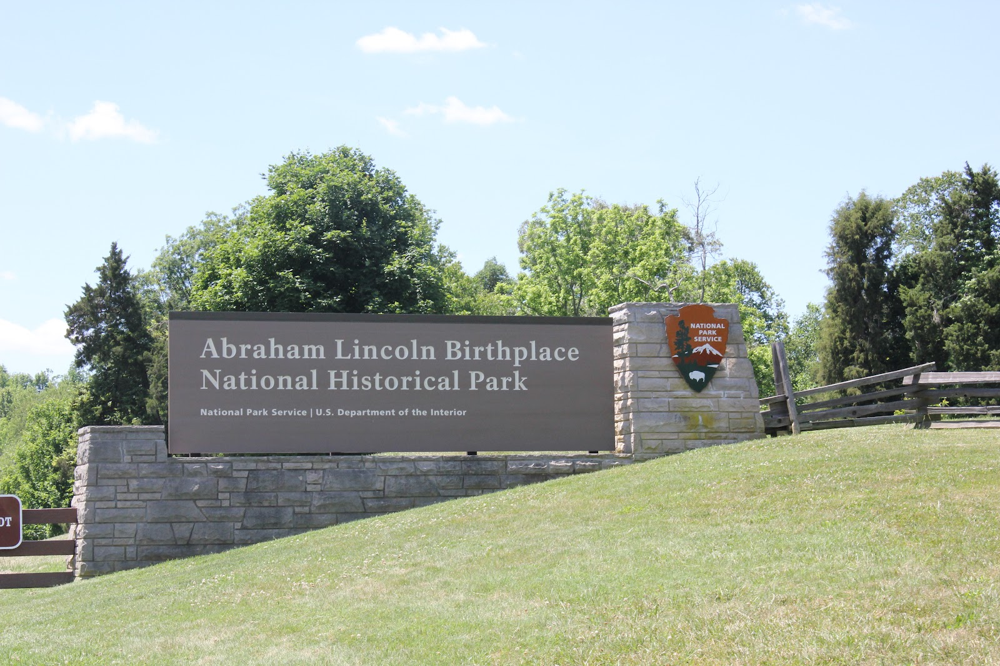 Abraham Lincoln Birthplace
National Historical Park
National Park Service | U.S. Department of the Interior
NATIONAL
PARK
SERVICE